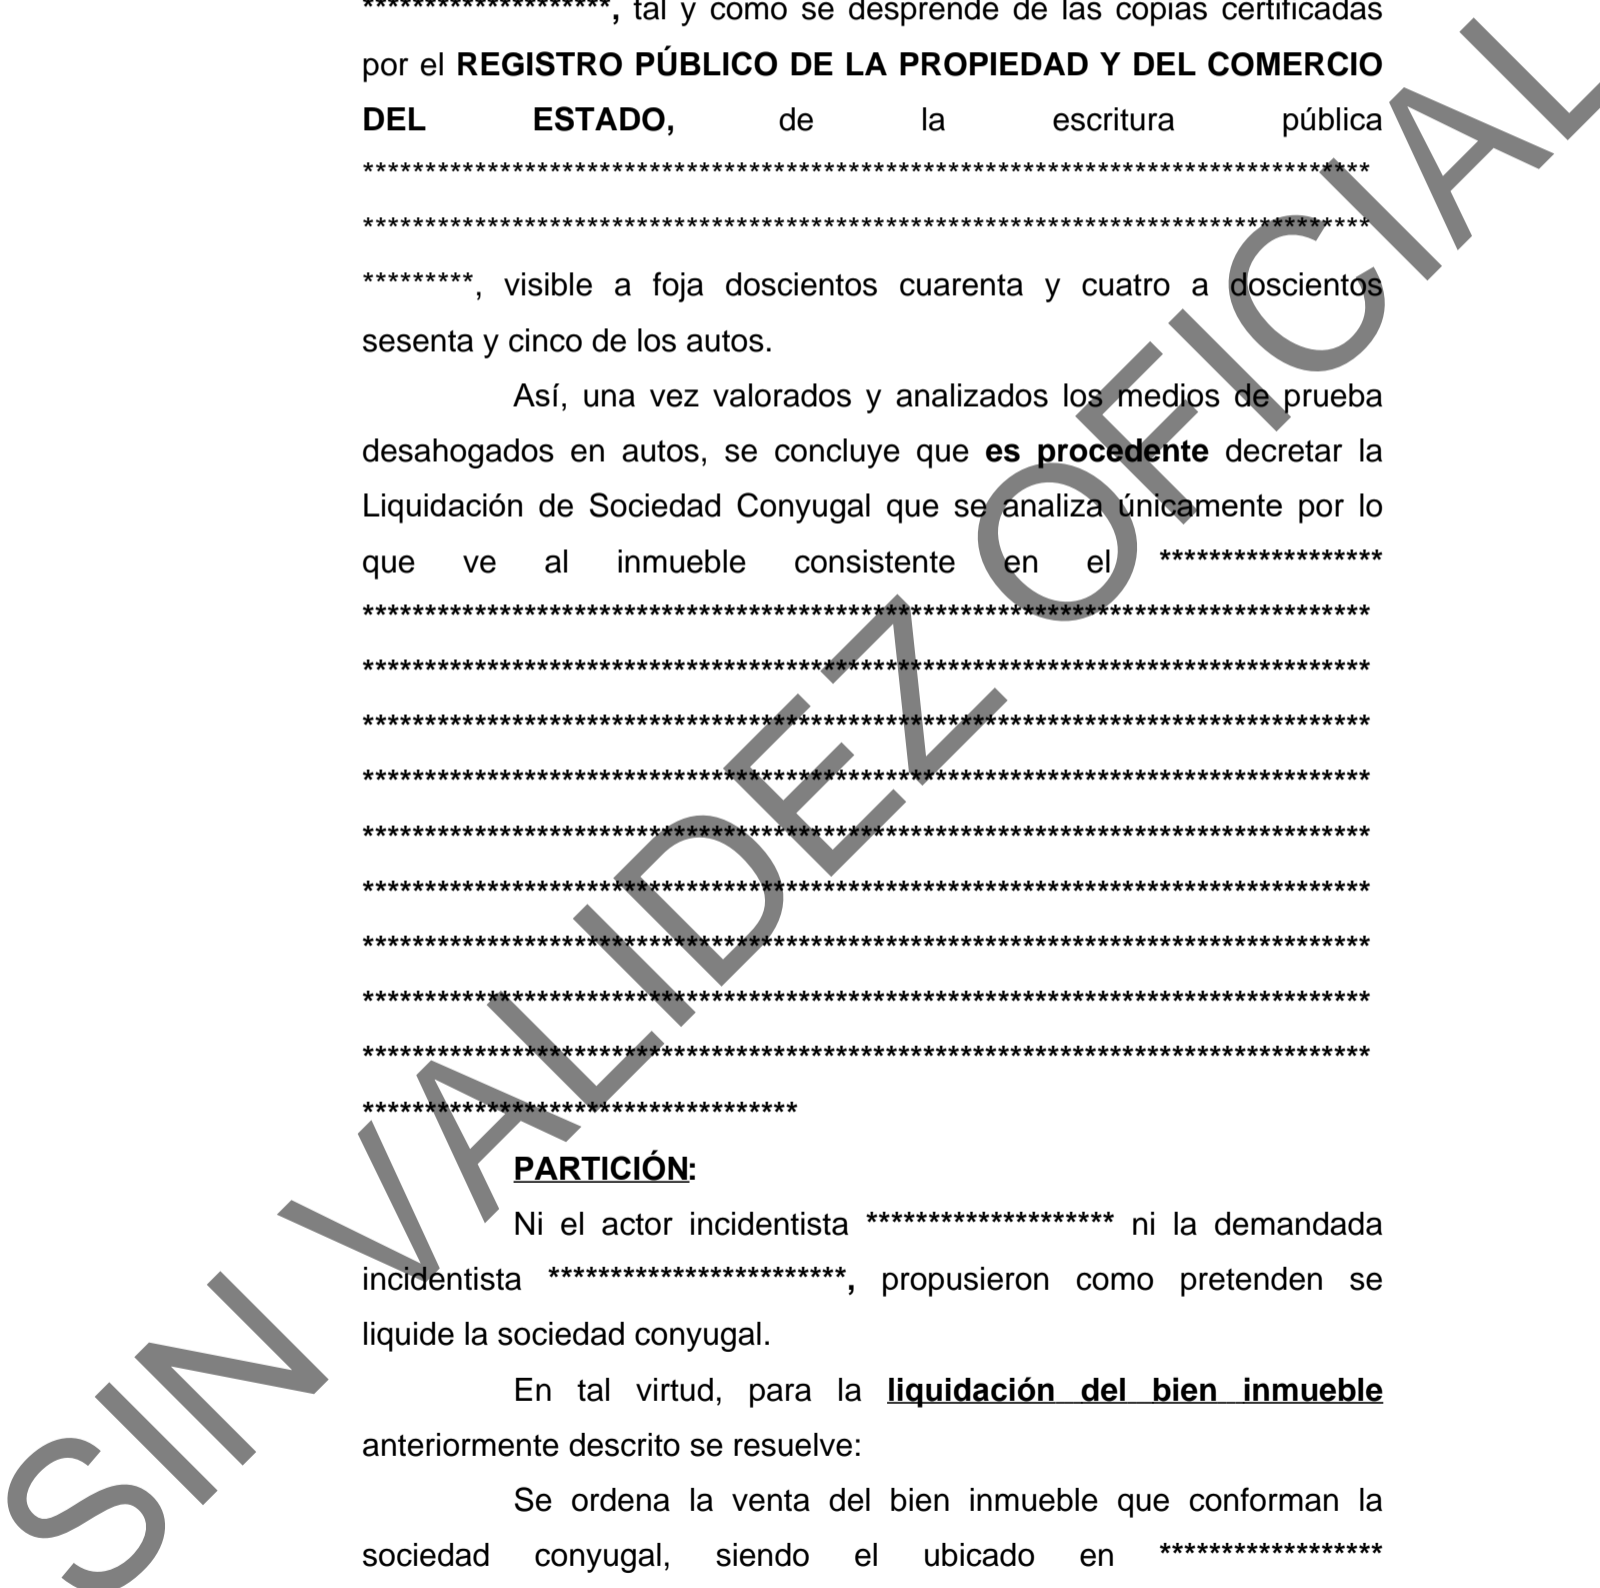 ********************, tal y como se desprende de las copias certificadas
por el REGISTRO PÚBLICO DE LA PROPIEDAD Y DEL COMERCIO
DEL ESTADO, de la escritura pública
*********************************************************************************
*********************************************************************************
*********, visible a foja doscientos cuarenta y cuatro a doscientos
sesenta y cinco de los autos.
Así, una vez valorados y analizados los medios de prueba
desahogados en autos, se concluye que es procedente decretar la
Liquidación de Sociedad Conyugal que se analiza únicamente por lo
que ve al inmueble consistente en el ******************
*********************************************************************************
*********************************************************************************
*********************************************************************************
*********************************************************************************
*********************************************************************************
*********************************************************************************
*********************************************************************************
*********************************************************************************
*********************************************************************************
***********************************
PARTICIÓN:
Ni el actor incidentista ******************** ni la demandada
incidentista ************************, propusieron como pretenden se
liquide la sociedad conyugal.
En tal virtud, para la liquidación del bien inmueble
anteriormente descrito se resuelve:
Se ordena la venta del bien inmueble que conforman la
sociedad conyugal, siendo el ubicado en ******************
SIN VALIDEZ OFICIAL